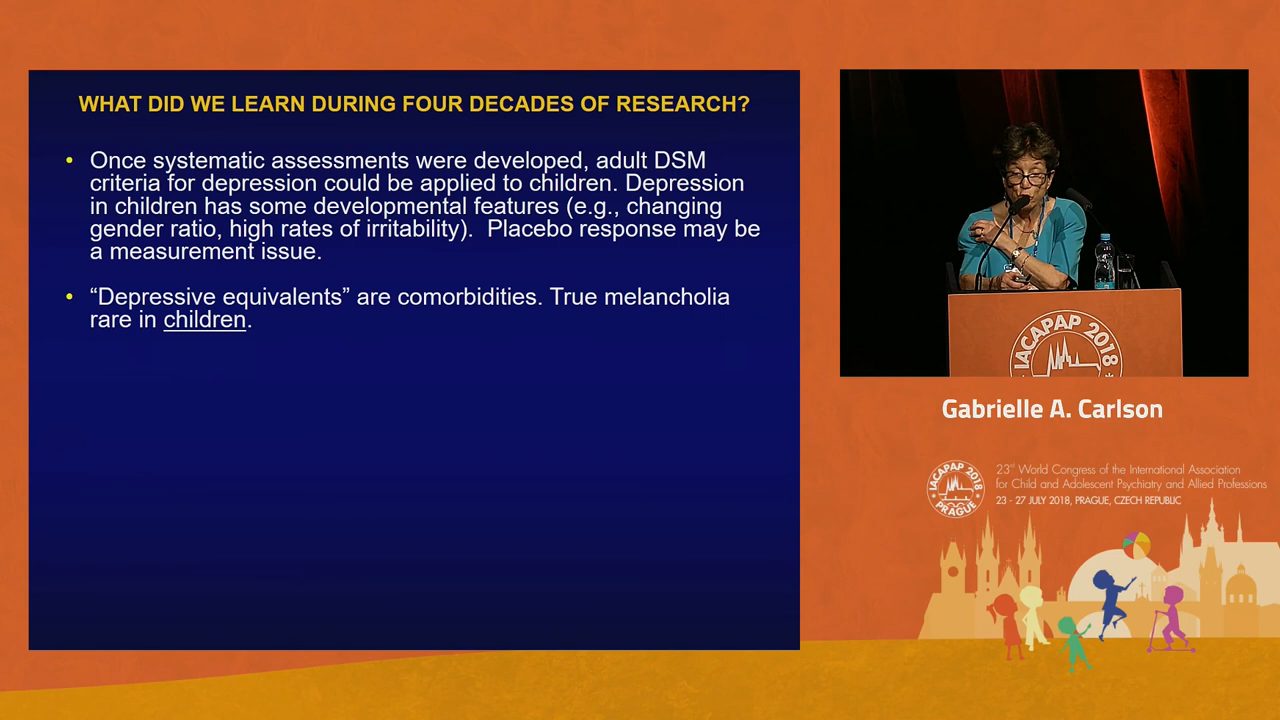 WHAT DID WE LEARN DURING FOUR DECADES OF RESEARCH?
• Once systematic assessments were developed, adult DSM
criteria for depression could be applied to children. Depression
in children has some developmental features (e.g., changing
gender ratio, high rates of irritability).  Placebo response may be
a measurement issue.
• “Depressive equivalents” are comorbidities. True melancholia
rare in children.
IACAPAP 2018
Gabrielle A. Carlson
IACAPAP 2018
PRAGUE
23rd World Congress of the International Association
for Child and Adolescent Psychiatry and Allied Professions
23 - 27 JULY 2018, PRAGUE, CZECH REPUBLIC